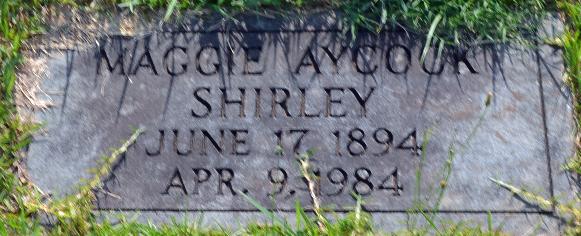 MAGGIE AYCOCK
SHIRLEY
JUNE 17, 1894
APR. 9, 1984